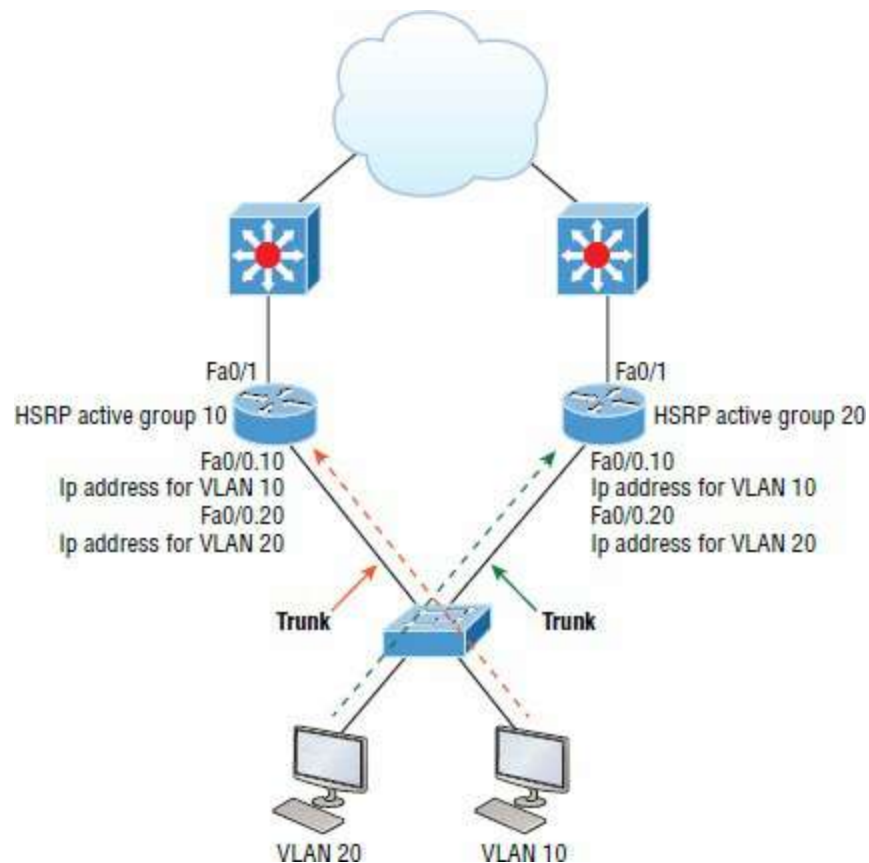 Fa0/1
Fa0/1
HSRP active group 10
HSRP active group 20
Fa0/0.10
Ip address for VLAN 10
Fa0/0.20
Ip address for VLAN 20
Fa0/0.10
Ip address for VLAN 10
Fa0/0.20
Ip address for VLAN 20
Trunk
Trunk
VLAN 20
VLAN 10